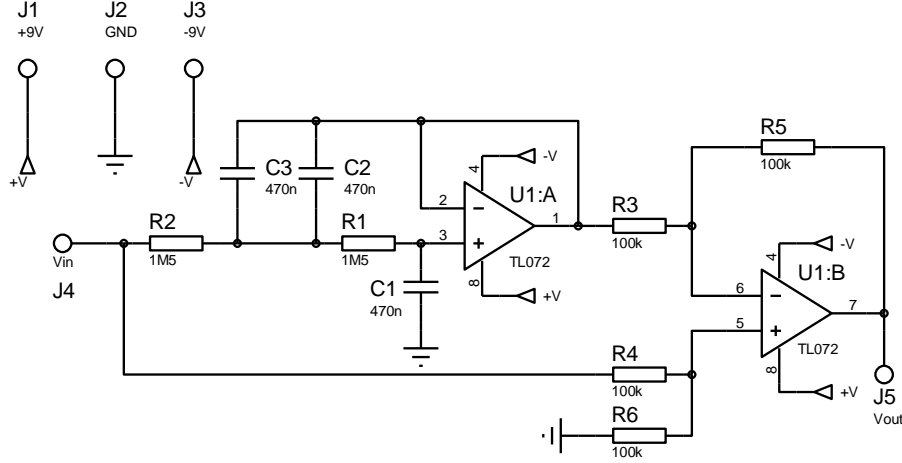 J1
+9V
J2
GND
J3
-9V
+V
-V
C3
470n
C2
470n
4
-V
U1:A
2
3
1
8
TL072
+V
R2
1M5
R1
1M5
Vin
J4
C1
470n
R3
100k
R5
100k
4
-V
U1:B
6
5
7
8
TL072
+V
R4
100k
R6
100k
J5
Vout